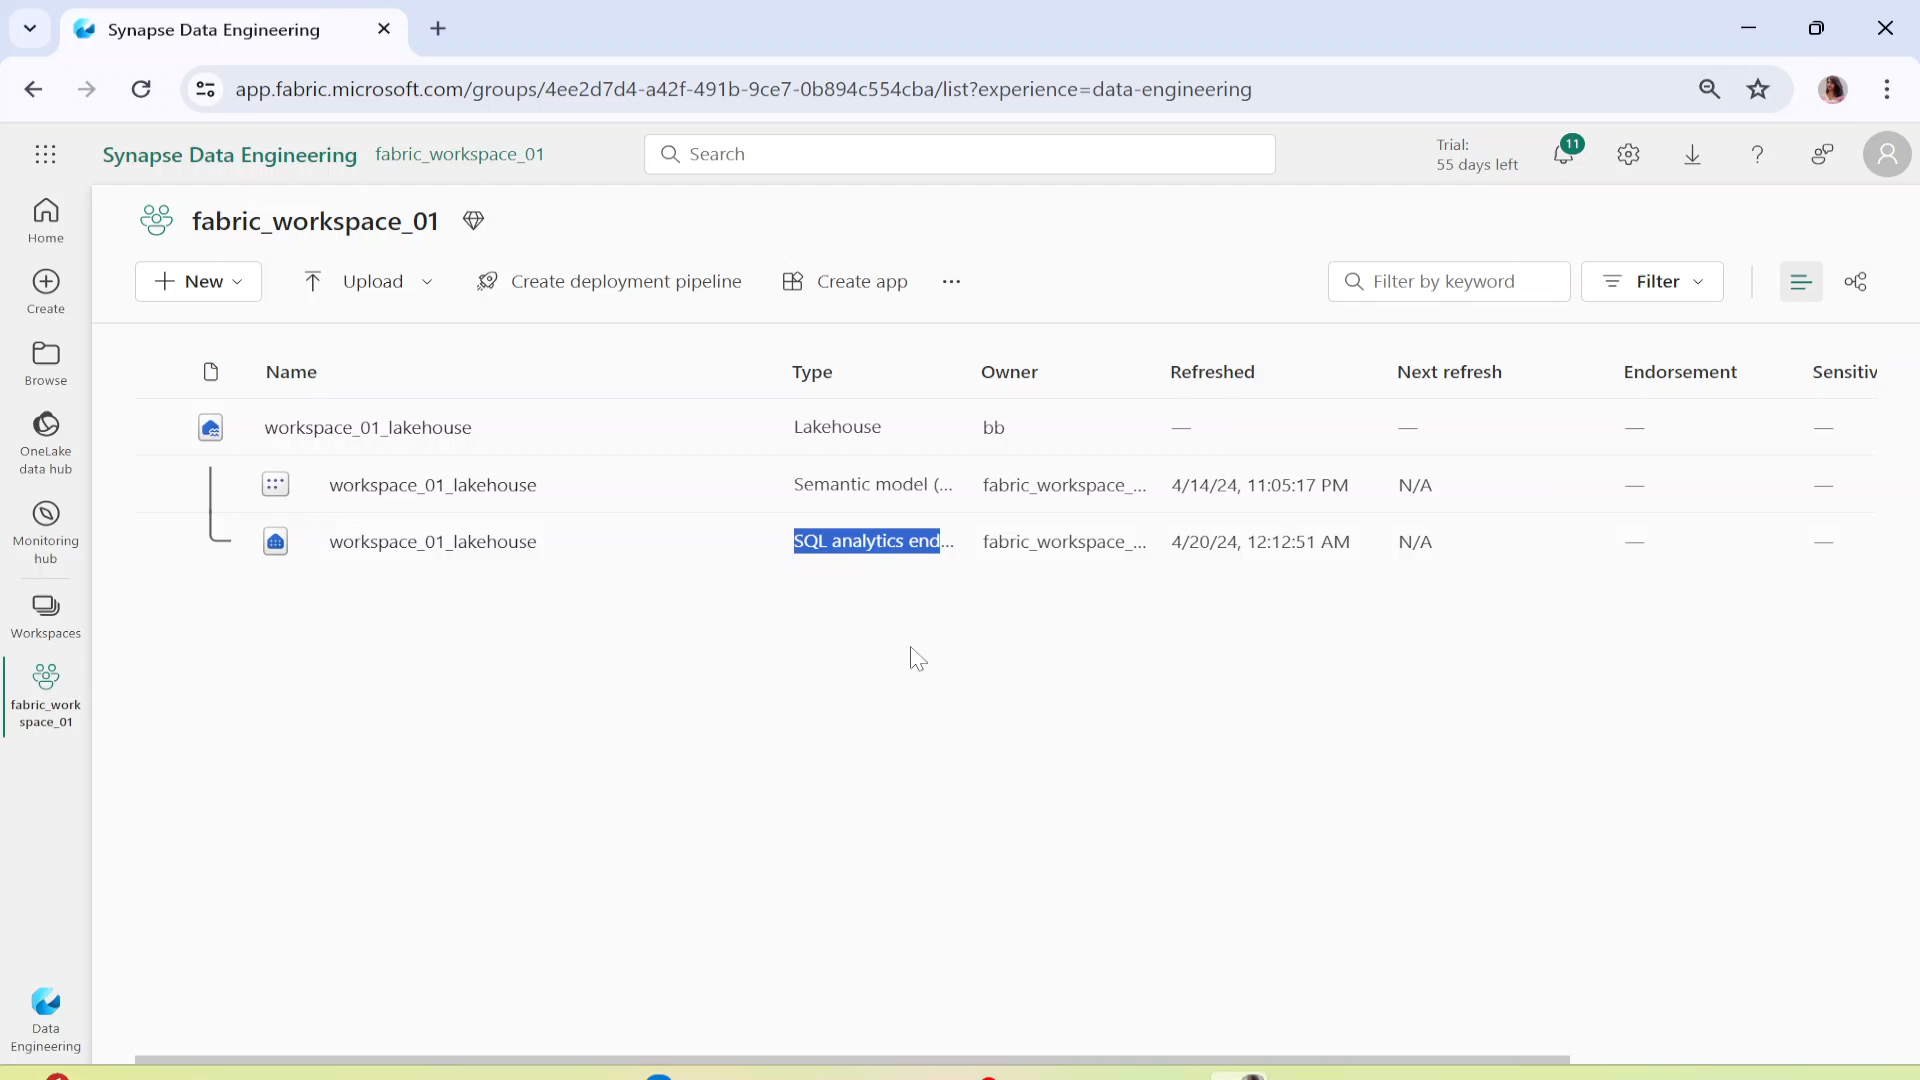 Synapse Data Engineering
app.fabric.microsoft.com/groups/4ee2d7d4-a42f-491b-9ce7-0b894c554cba/list?experience=data-engineering
Synapse Data Engineering fabric_workspace_01
Search
Trial:
55 days left
11
fabric_workspace_01
New
Upload
Create deployment pipeline
Create app
Filter by keyword
Filter
Home
Create
Browse
OneLake
data hub
Monitoring
hub
Workspaces
fabric_work
space_01
Data
Engineering
Name Type Owner Refreshed Next refresh Endorsement Sensitiv
workspace_01_lakehouse Lakehouse bb — — — —
workspace_01_lakehouse Semantic model (... fabric_workspace_... 4/14/24, 11:05:17 PM N/A — —
workspace_01_lakehouse SQL analytics end... fabric_workspace_... 4/20/24, 12:12:51 AM N/A — —